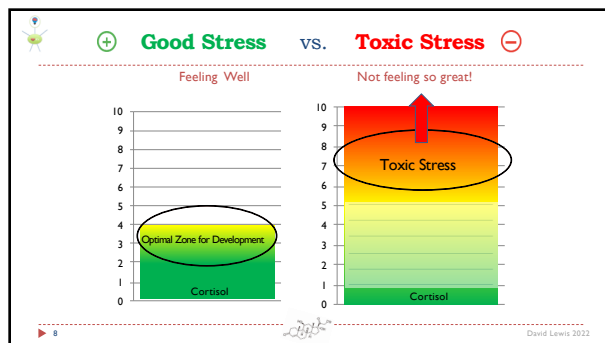 Good Stress vs. Toxic Stress
Feeling Well
Not feeling so great!
10
9
8
7
6
5
4
3
2
1
0
Optimal Zone for Development
Cortisol
10
9
8
7
6
5
4
3
2
1
0
Toxic Stress
Cortisol
8
David Lewis 2022